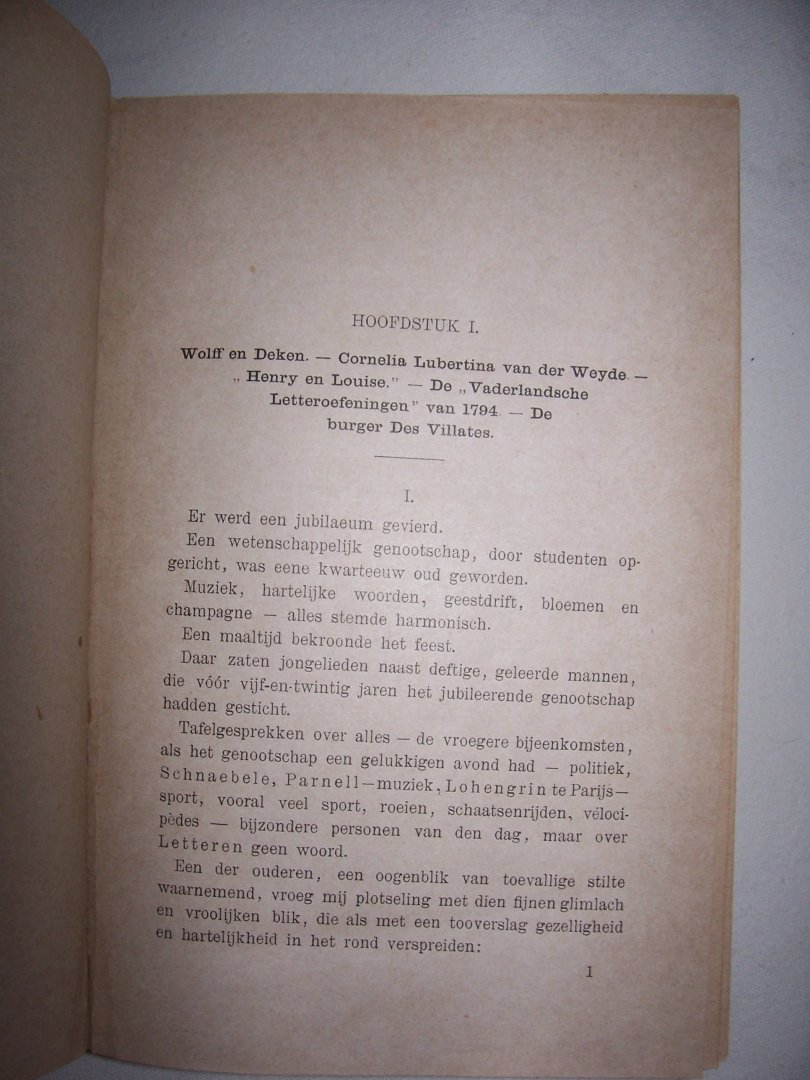 HOOFDSTUK I.
Wolff en Deken. — Cornelia Lubertina van der Weyde. —
„Henry en Louise.” — De „Vaderlandsche
Letteroefeningen” van 1794. — De
burger Des Villates.
I.
Er werd een jubilaeum gevierd.
Een wetenschappelijk genootschap, door studenten op-
gericht, was eene kwarteeuw oud geworden.
Muziek, hartelijke woorden, geestdrift, bloemen en
champagne — alles stemde harmonisch.
Een maaltijd bekroonde het feest.
Daar zaten jongelieden naast deftige, geleerde mannen,
die vóór vijf-en-twintig jaren het jubileerende genootschap
hadden gesticht.
Tafelgesprekken over alles — de vroegere bijeenkomsten,
als het genootschap een gelukkigen avond had — politiek,
Schnaebele, Parnell—muziek, Lohengrin te Parijs—
sport, vooral veel sport, roeien, schaatsenrijden, véloci-
pèdes — bijzondere personen van den dag, maar over
Letteren geen woord.
Een der ouderen, een oogenblik van toevallige stilte
waarnemend, vroeg mij plotseling met dien fijnen glimlach
en vroolijken blik, die als met een tooverslag gezelligheid
en hartelijkheid in het rond verspreiden:
1